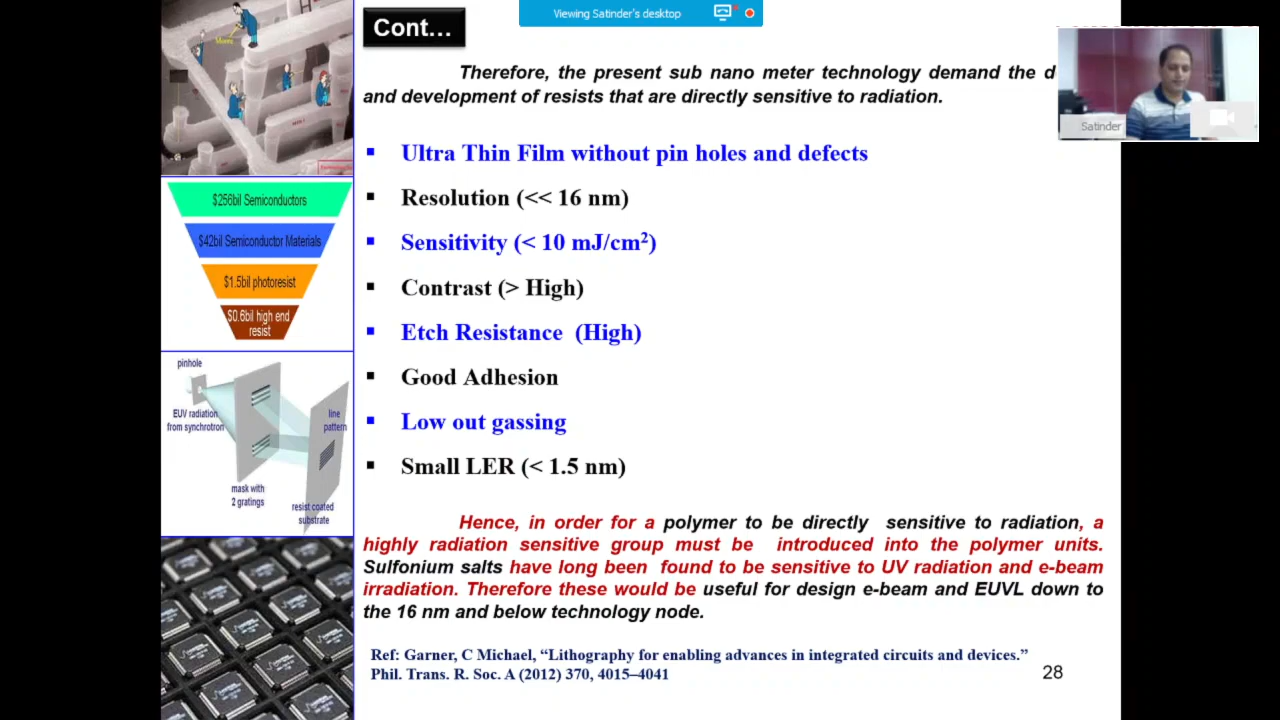 Viewing Satinder's desktop
Cont...
Therefore, the present sub nano meter technology demand the d
and development of resists that are directly sensitive to radiation.
▪ Ultra Thin Film without pin holes and defects
▪ Resolution (<< 16 nm)
▪ Sensitivity (< 10 mJ/cm²)
▪ Contrast (> High)
▪ Etch Resistance (High)
▪ Good Adhesion
▪ Low out gassing
▪ Small LER (< 1.5 nm)
Hence, in order for a polymer to be directly sensitive to radiation, a
highly radiation sensitive group must be introduced into the polymer units.
Sulfonium salts have long been found to be sensitive to UV radiation and e-beam
irradiation. Therefore these would be useful for design e-beam and EUVL down to
the 16 nm and below technology node.
Ref: Garner, C Michael, “Lithography for enabling advances in integrated circuits and devices.”
Phil. Trans. R. Soc. A (2012) 370, 4015–4041
28
Satinder
$256bil Semiconductors
$42bil Semiconductor Materials
$1.5bil photoresist
$0.6bil high end
resist
pinhole
EUV radiation
from synchrotron
line
pattern
mask with
2 gratings
resist coated
substrate